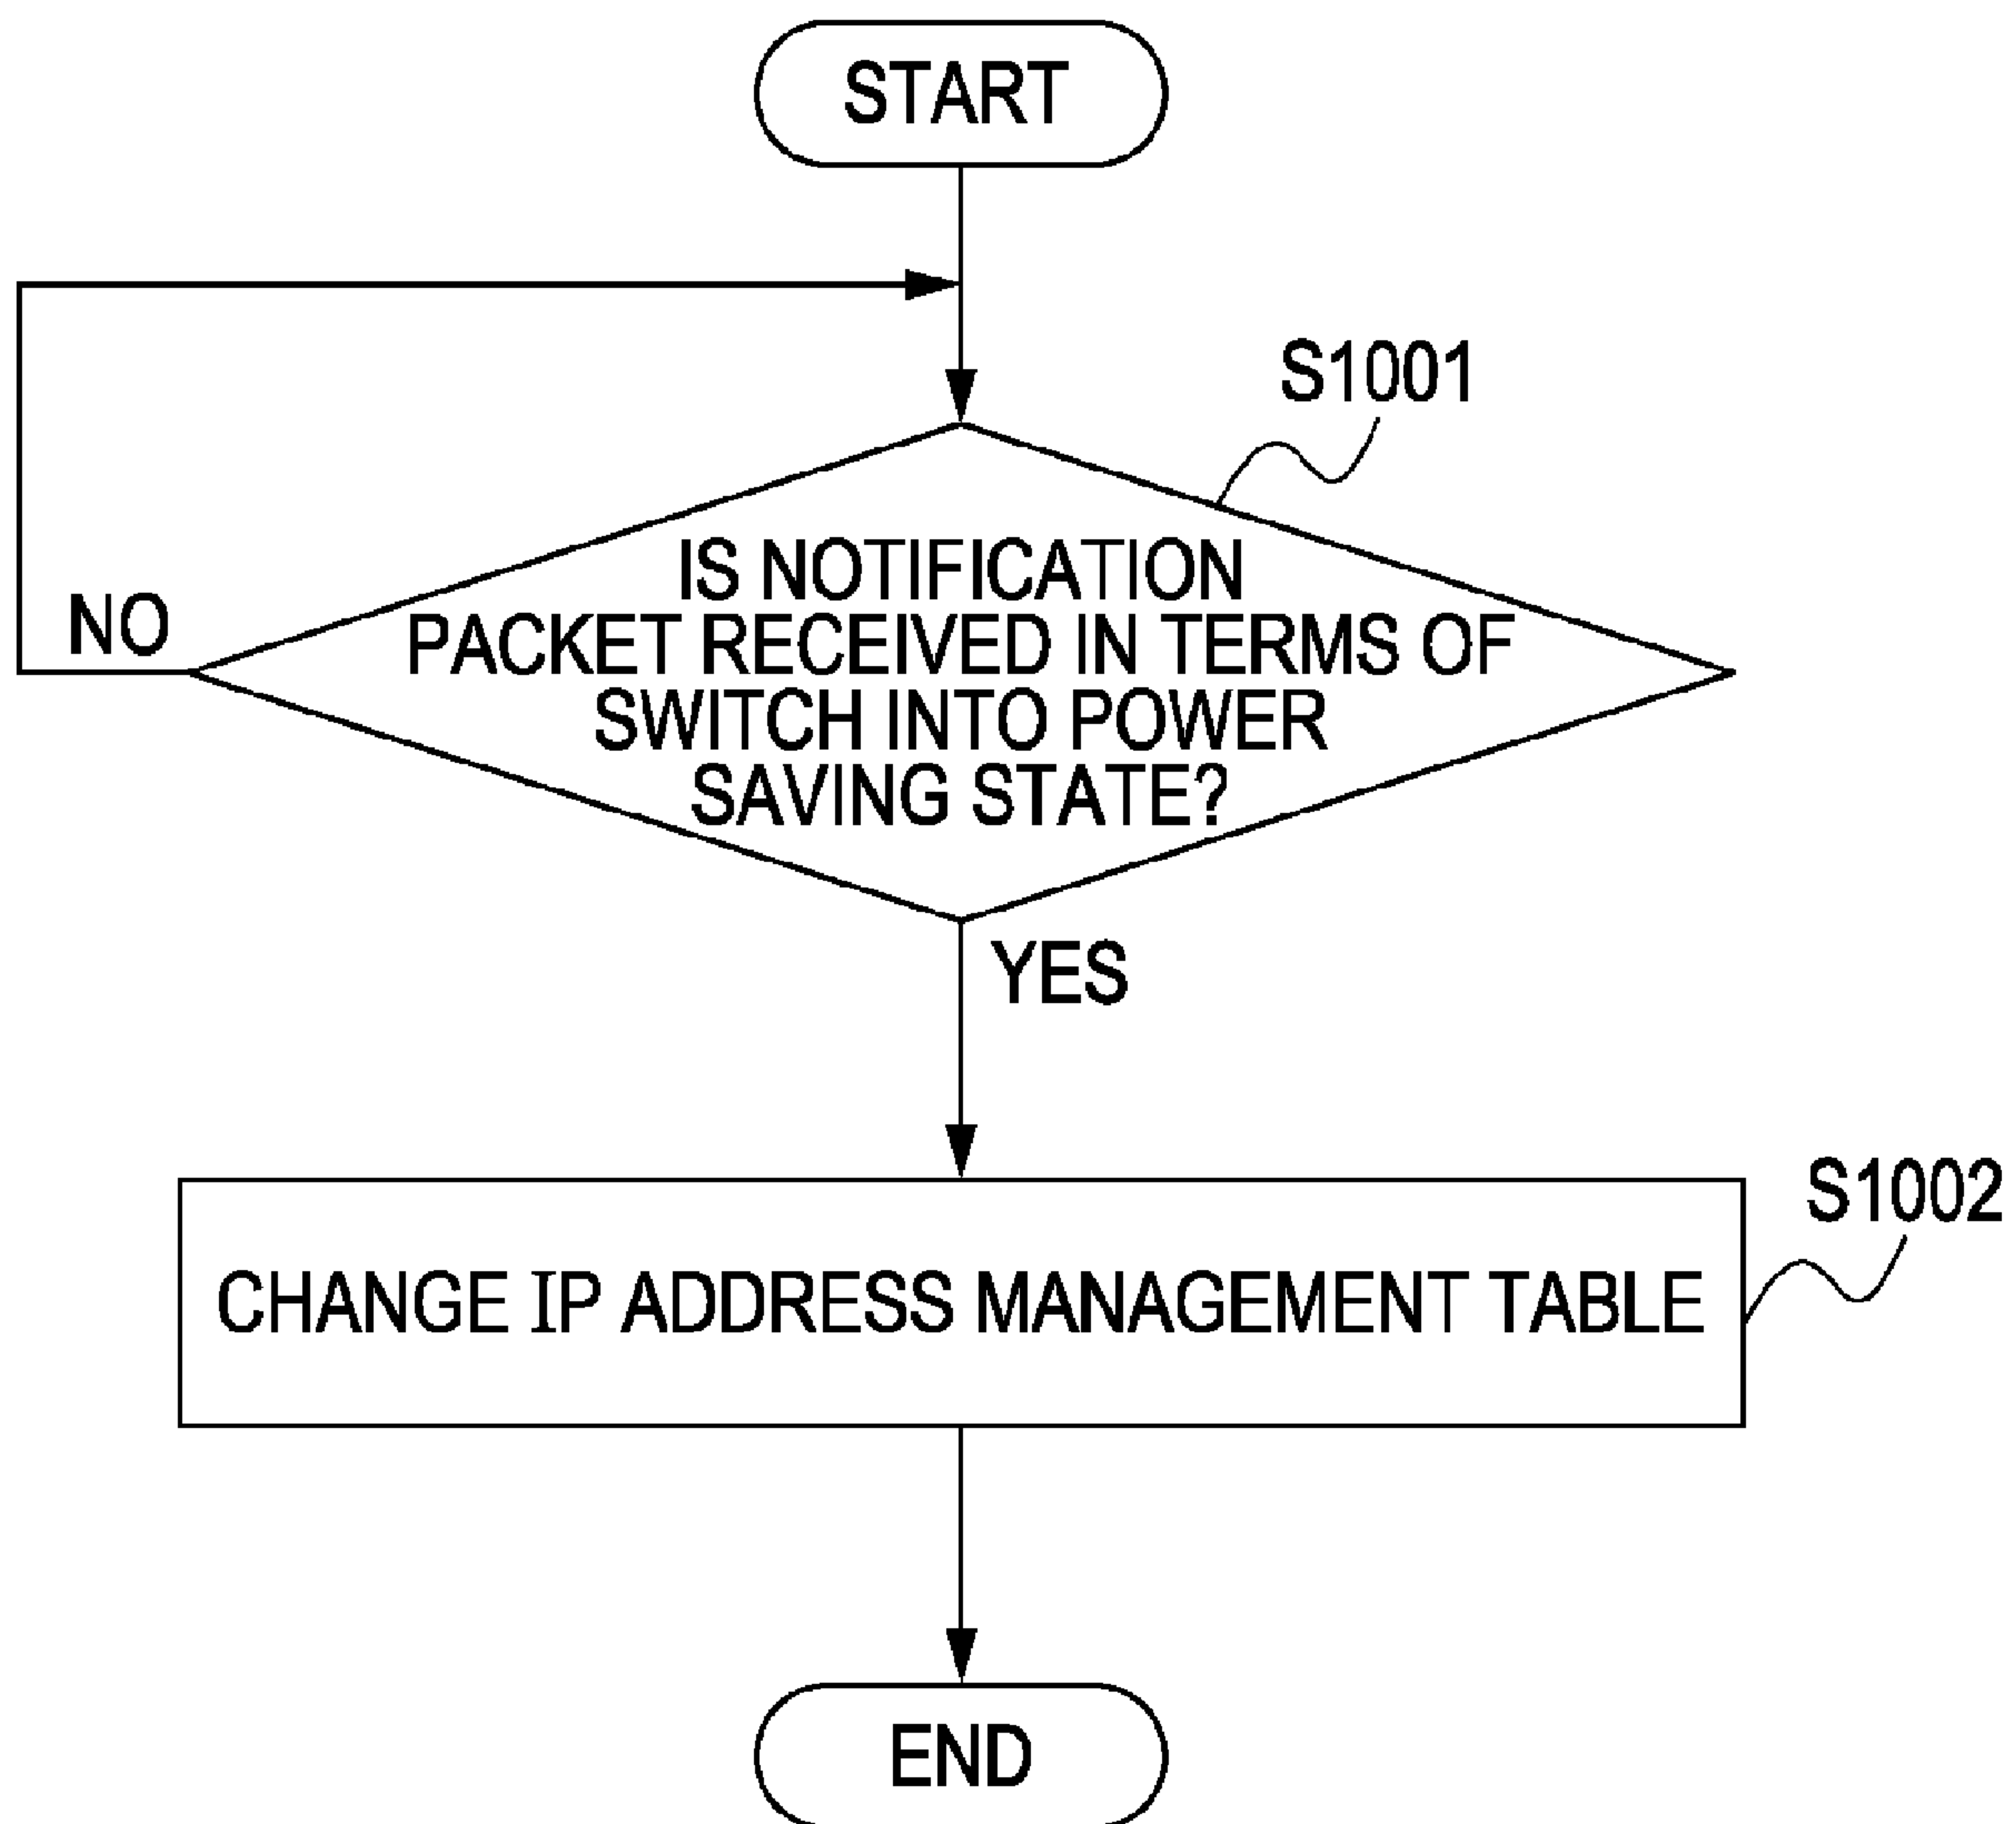 START
S1001
IS NOTIFICATION
PACKET RECEIVED IN TERMS OF
SWITCH INTO POWER
SAVING STATE?
NO
YES
S1002
CHANGE IP ADDRESS MANAGEMENT TABLE
END